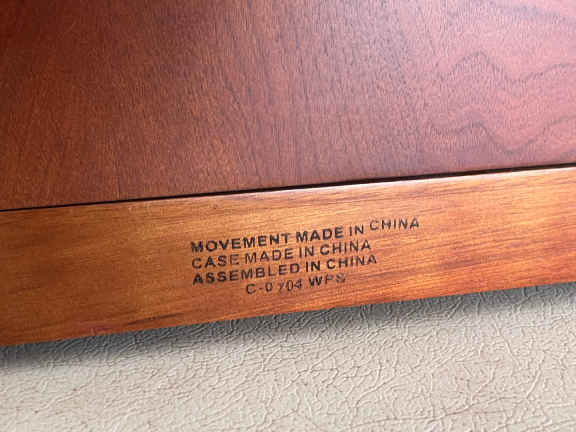 MOVEMENT MADE IN CHINA
CASE MADE IN CHINA
ASSEMBLED IN CHINA
C-0704 WPS